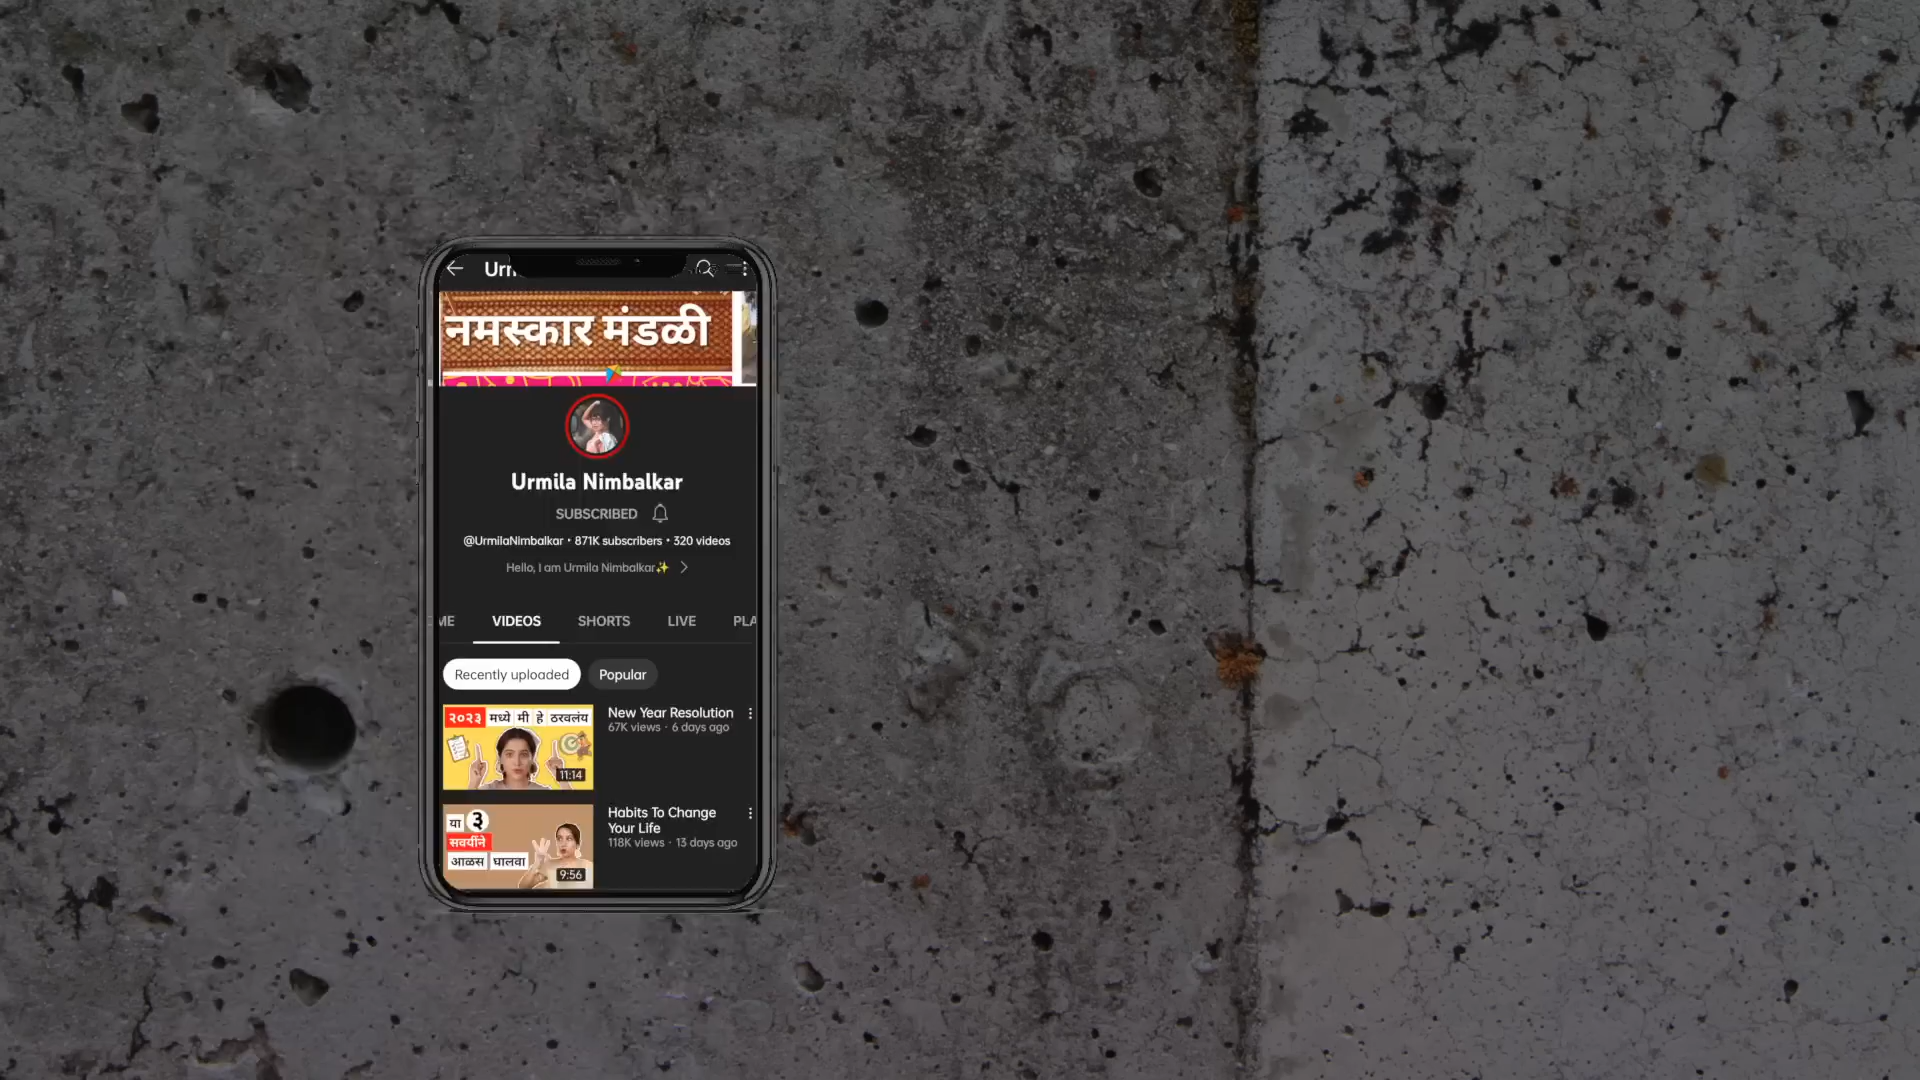 Urn
नमस्कार मंडळी
Urmila Nimbalkar
SUBSCRIBED
@UrmilaNimbalkar • 871K subscribers • 320 videos
Hello, I am Urmila Nimbalkar✨
ME VIDEOS SHORTS LIVE PLA
Recently uploaded Popular
२०२३ मध्ये मी हे ठरवलंय
11:14
New Year Resolution
67K views · 6 days ago
या ३
सवयींने
आळस घालवा
9:56
Habits To Change
Your Life
118K views · 13 days ago